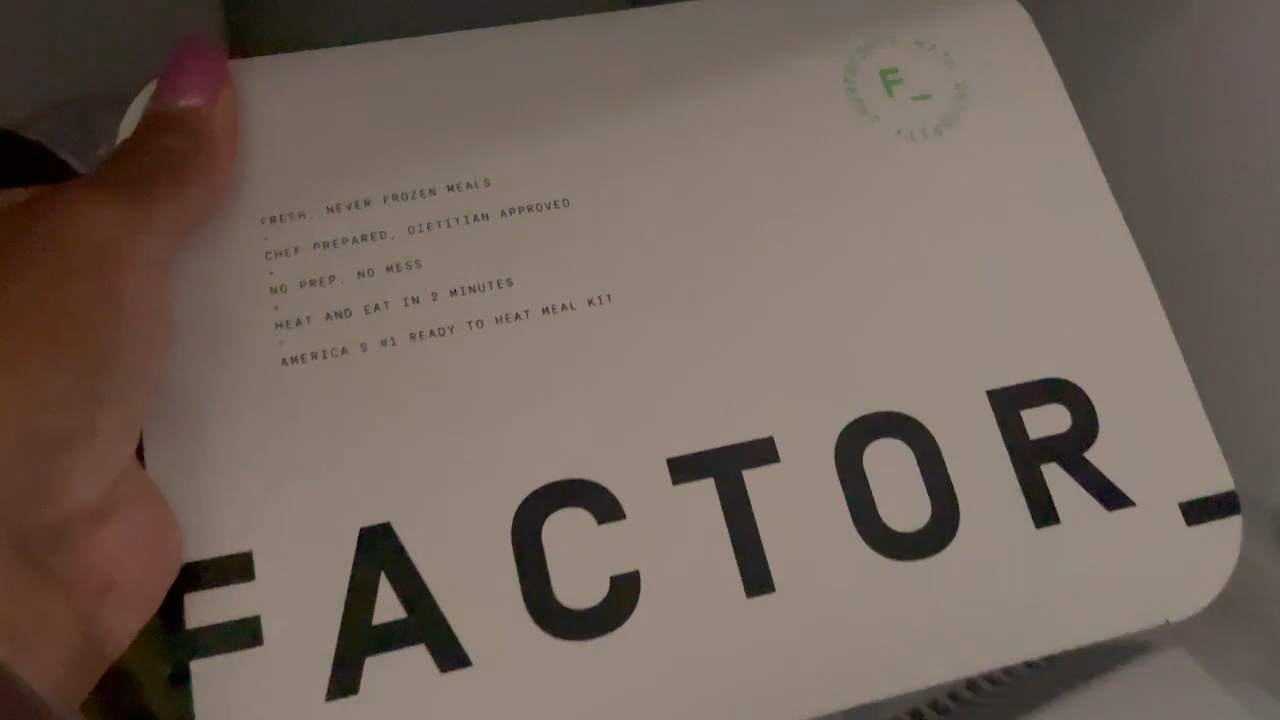 F_
FRESH, NEVER FROZEN MEALS
CHEF PREPARED, DIETITIAN APPROVED
NO PREP, NO MESS
HEAT AND EAT IN 2 MINUTES
AMERICA S #1 READY TO HEAT MEAL KIT
FACTOR_